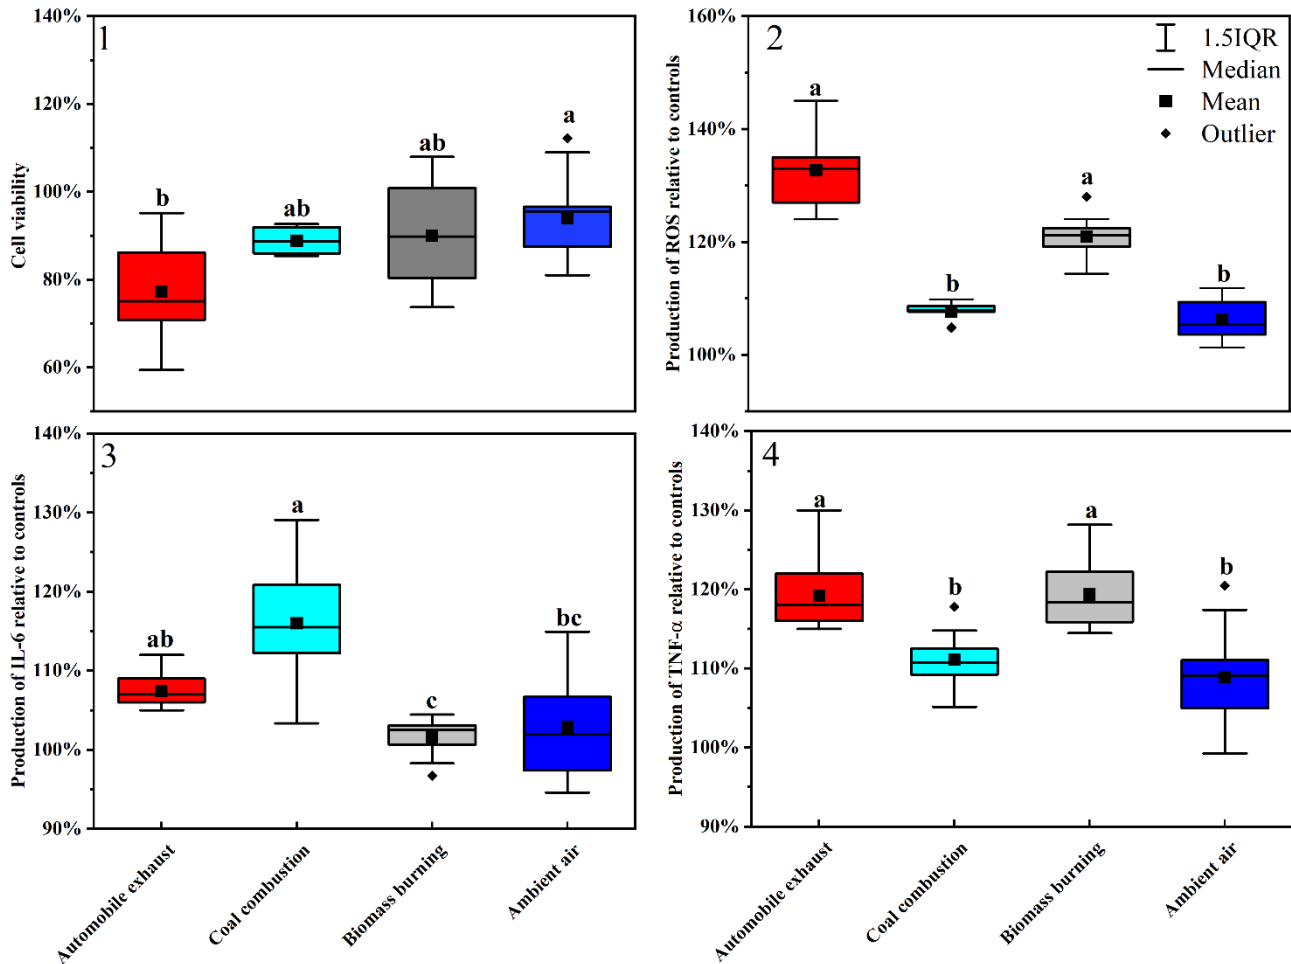 1
Cell viability
140%
120%
100%
80%
60%
b
ab
ab
a
2
Production of ROS relative to controls
160%
140%
120%
100%
a
b
a
b
1.5IQR
Median
Mean
Outlier
3
Production of IL-6 relative to controls
140%
130%
120%
110%
100%
90%
ab
a
c
bc
Automobile exhaust
Coal combustion
Biomass burning
Ambient air
4
Production of TNF-α relative to controls
140%
130%
120%
110%
100%
90%
a
b
a
b
Automobile exhaust
Coal combustion
Biomass burning
Ambient air